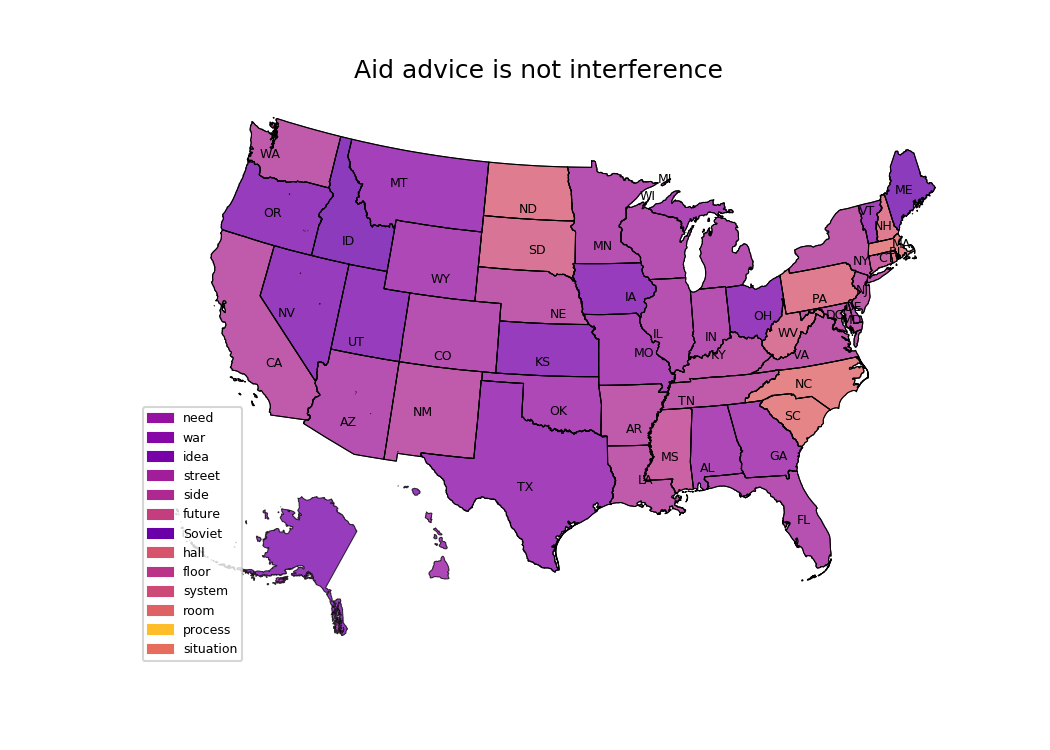 Aid advice is not interference
WA
MT
ND
MN
WI
MI
ME
VT
NH
MA
OR
ID
SD
WY
NY
CT
RI
NJ
NV
UT
NE
IA
PA
OH
DE
DC
MD
CA
CO
KS
MO
IL
IN
KY
WV
VA
AZ
NM
OK
AR
TN
NC
SC
TX
LA
MS
AL
GA
FL
need
war
idea
street
side
future
Soviet
hall
floor
system
room
process
situation